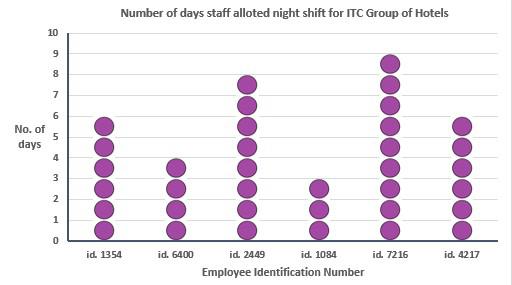 Number of days staff alloted night shift for ITC Group of Hotels
10
9
8
7
6
5
4
3
2
1
0
No. of
days
id. 1354 id. 6400 id. 2449 id. 1084 id. 7216 id. 4217
Employee Identification Number